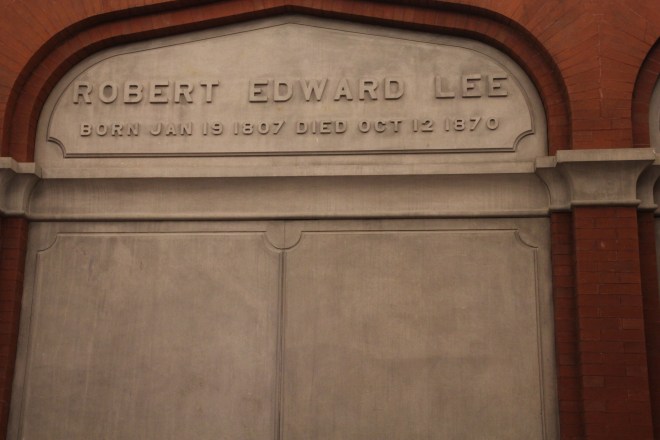 ROBERT EDWARD LEE
BORN JAN 19 1807 DIED OCT 12 1870